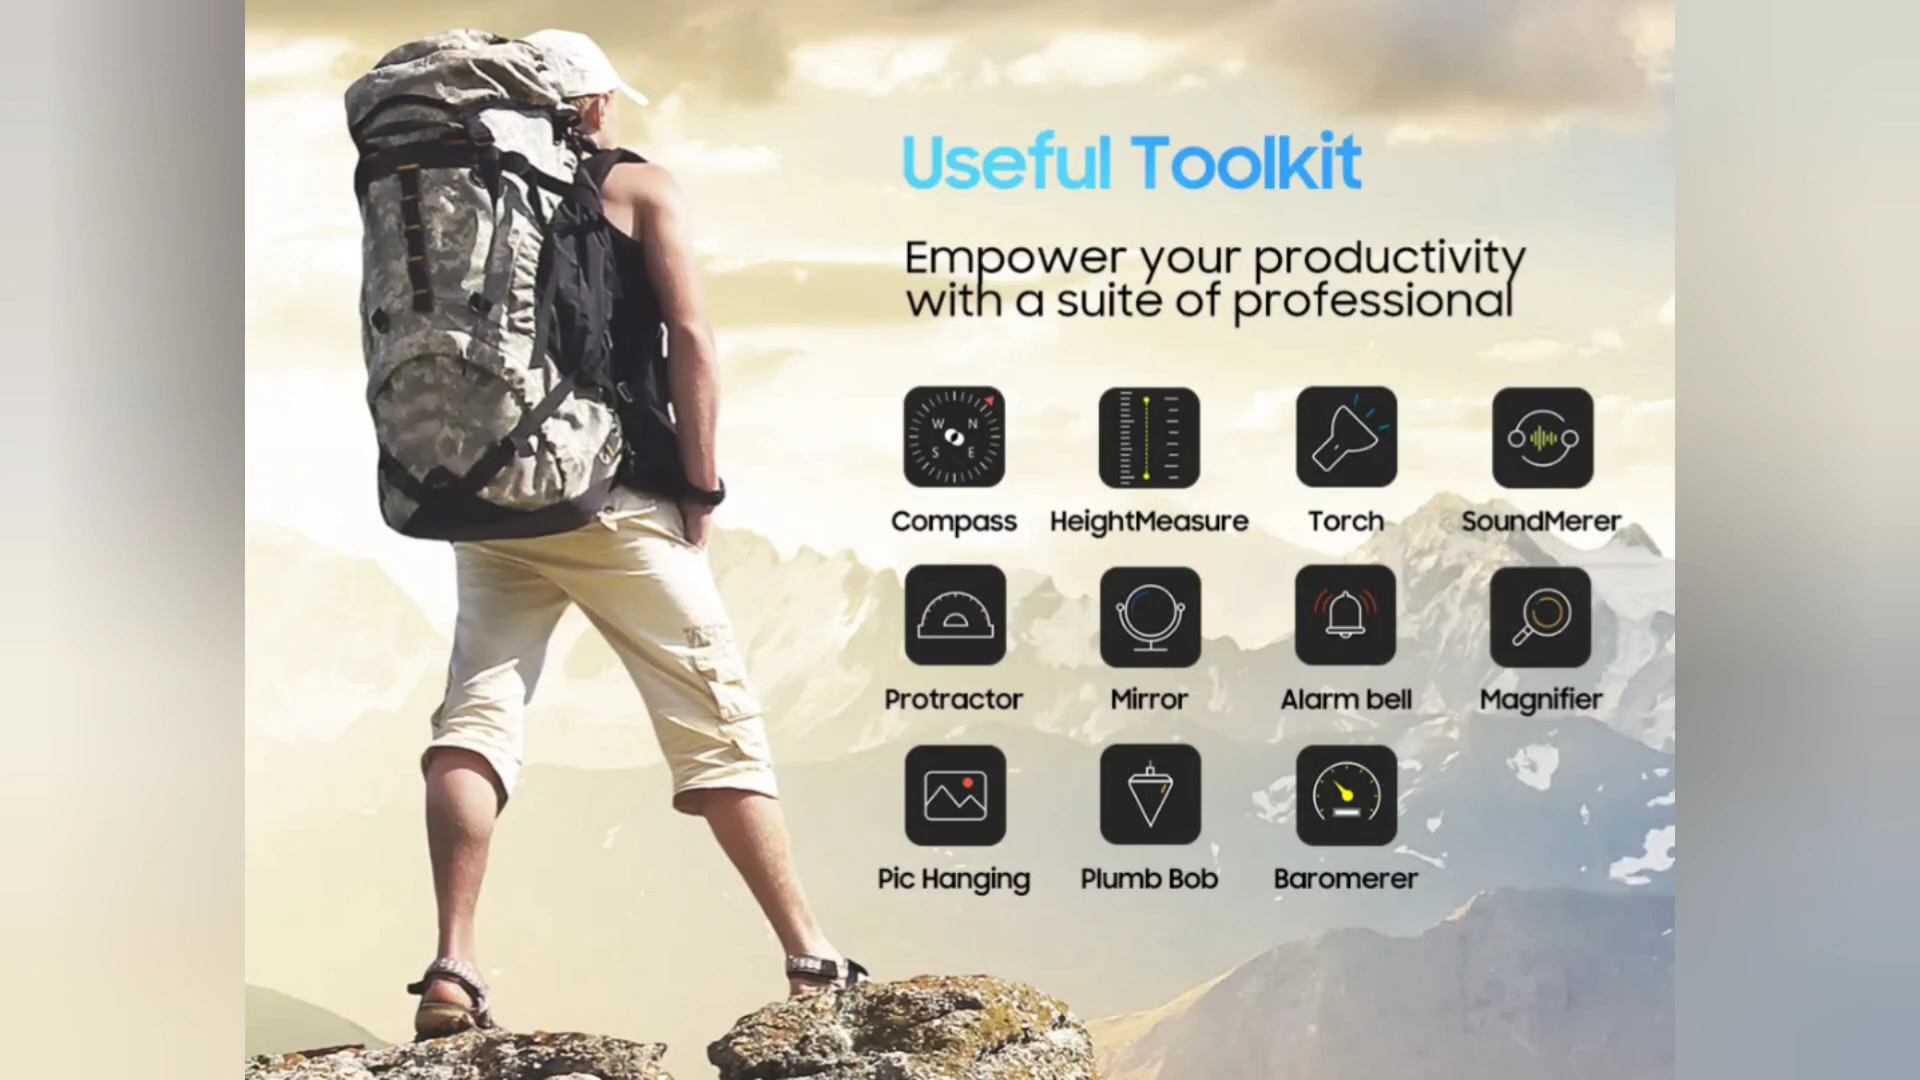 Useful Toolkit
Empower your productivity
with a suite of professional
W N
S E
Compass HeightMeasure Torch SoundMerer
Protractor Mirror Alarm bell Magnifier
Pic Hanging Plumb Bob Baromerer